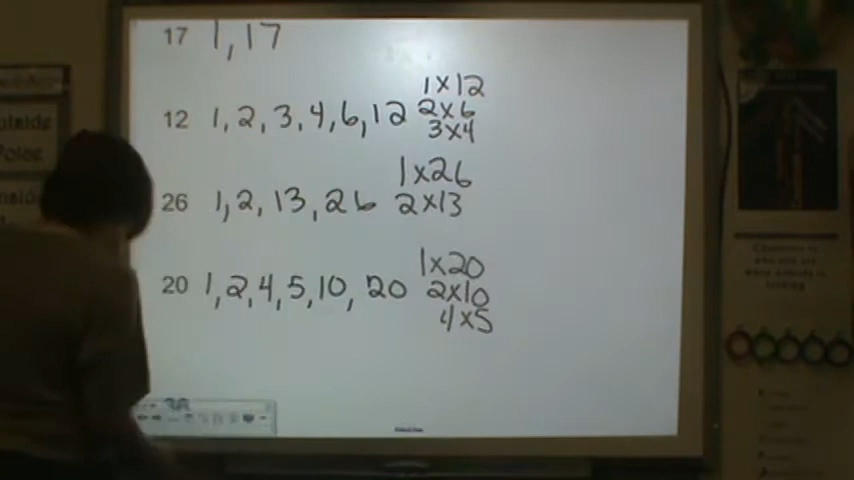 17 1, 17
1x12
12 1, 2, 3, 4, 6, 12 2x6
3x4
1x26
26 1, 2, 13, 26 2x13
1x20
20 1, 2, 4, 5, 10, 20 2x10
4x5